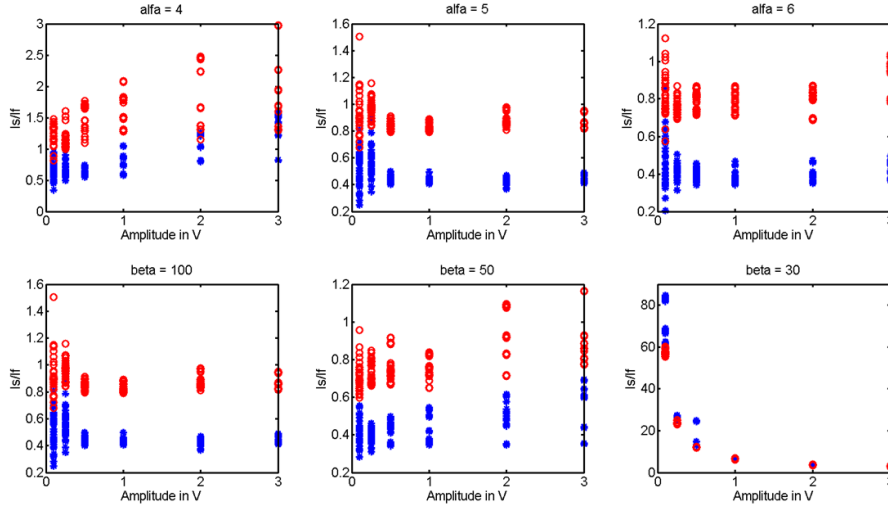 alfa = 4
3
2.5
2
1.5
1
0.5
0
Is/If
0 1 2 3
Amplitude in V
alfa = 5
1.6
1.4
1.2
1
0.8
0.6
0.4
0.2
Is/If
0 1 2 3
Amplitude in V
alfa = 6
1.2
1
0.8
0.6
0.4
0.2
Is/If
0 1 2 3
Amplitude in V
beta = 100
1.6
1.4
1.2
1
0.8
0.6
0.4
0.2
Is/If
0 1 2 3
Amplitude in V
beta = 50
1.2
1
0.8
0.6
0.4
0.2
Is/If
0 1 2 3
Amplitude in V
beta = 30
80
60
40
20
0
Is/If
0 1 2 3
Amplitude in V